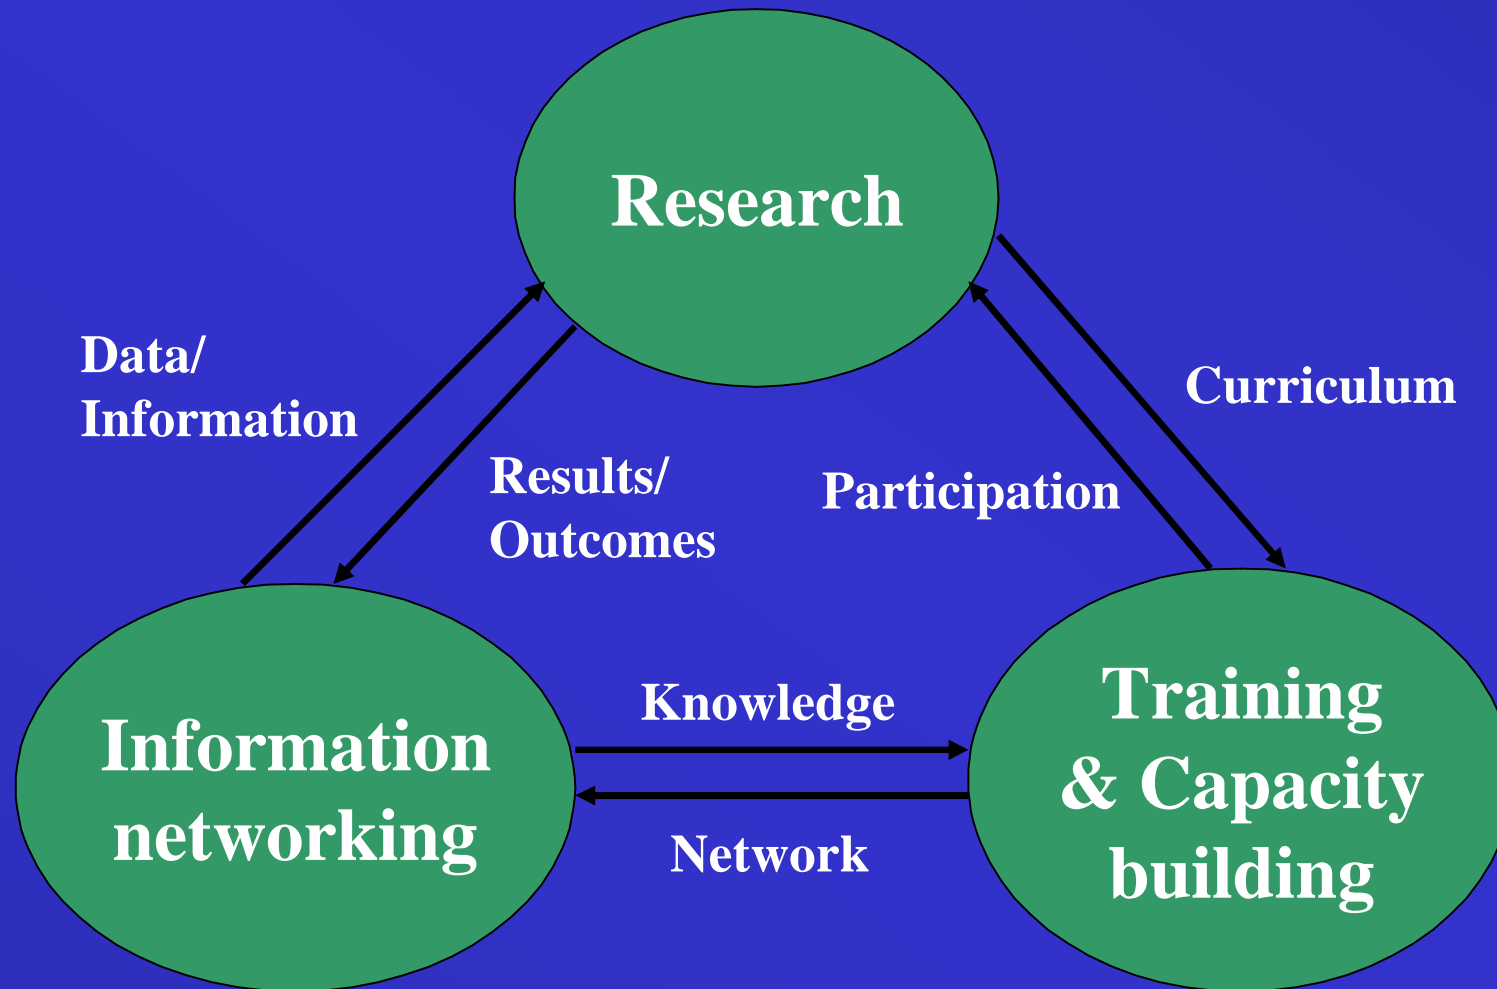 Research
Data/
Information
Curriculum
Results/
Outcomes
Participation
Knowledge
Training
& Capacity
building
Information
networking
Network